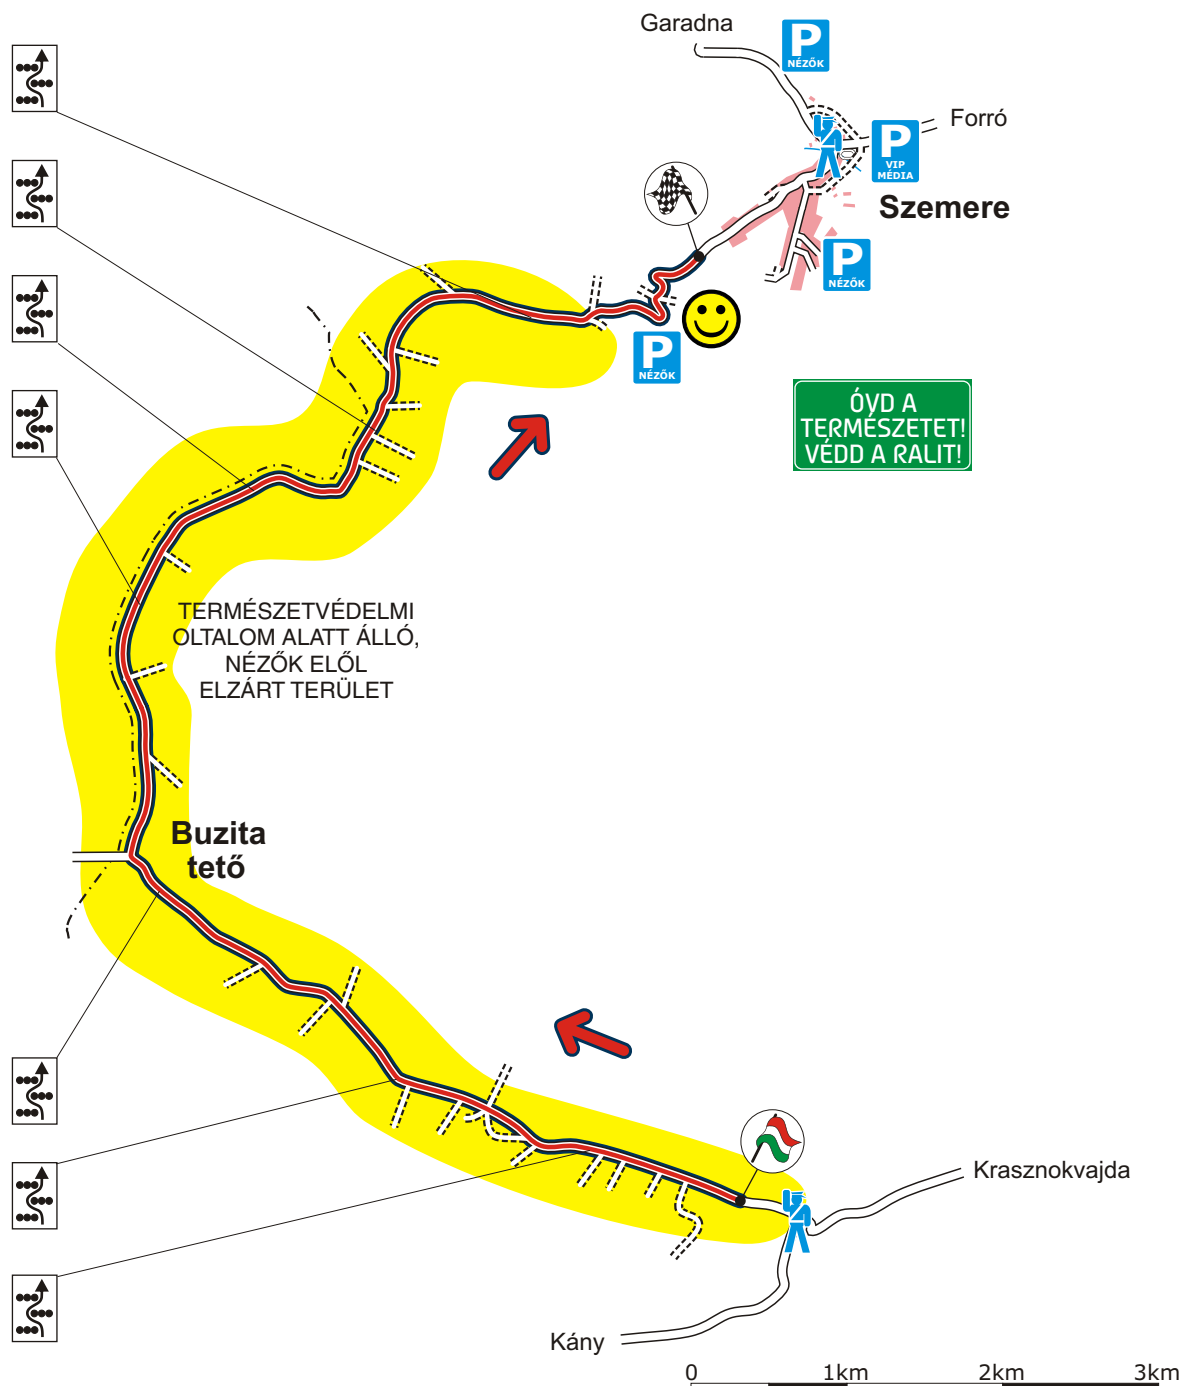 Garadna
P
NÉZŐK
Forró
P
VIP
MÉDIA
Szemere
P
NÉZŐK
P
NÉZŐK
ÓVD A
TERMÉSZETET!
VÉDD A RALIT!
TERMÉSZETVÉDELMI
OLTALOM ALATT ÁLLÓ,
NÉZŐK ELŐL
ELZÁRT TERÜLET
Buzita
tető
Krasznokvajda
Kány
0 1km 2km 3km